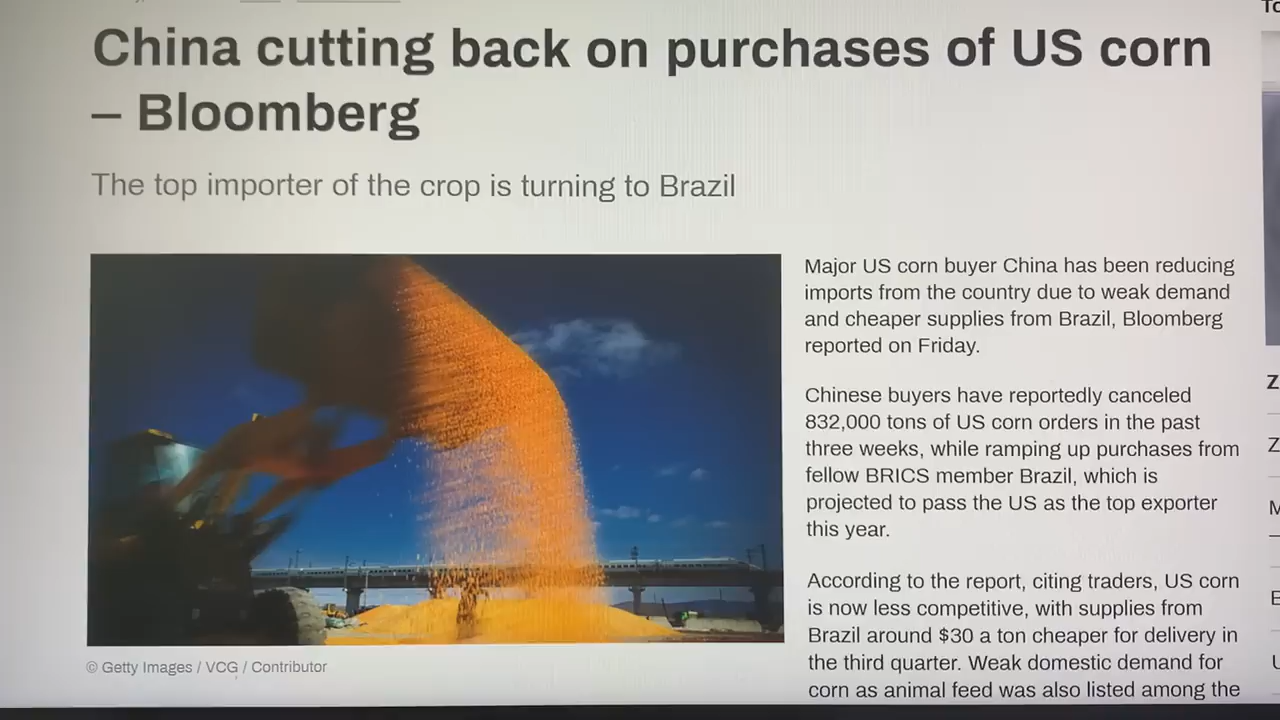 China cutting back on purchases of US corn
– Bloomberg
The top importer of the crop is turning to Brazil
Major US corn buyer China has been reducing
imports from the country due to weak demand
and cheaper supplies from Brazil, Bloomberg
reported on Friday.
Chinese buyers have reportedly canceled
832,000 tons of US corn orders in the past
three weeks, while ramping up purchases from
fellow BRICS member Brazil, which is
projected to pass the US as the top exporter
this year.
According to the report, citing traders, US corn
is now less competitive, with supplies from
Brazil around $30 a ton cheaper for delivery in
the third quarter. Weak domestic demand for
corn as animal feed was also listed among the
© Getty Images / VCG / Contributor